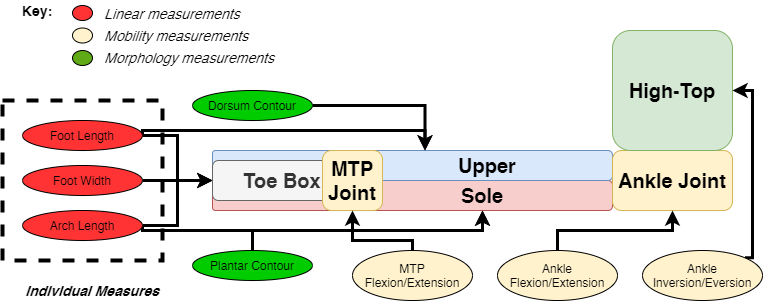 Key:
Linear measurements
Mobility measurements
Morphology measurements
High-Top
Dorsum Contour
Foot Length
Foot Width
Arch Length
Toe Box
MTP
Joint
Upper
Sole
Ankle Joint
Plantar Contour
MTP
Flexion/Extension
Ankle
Flexion/Extension
Ankle
Inversion/Eversion
Individual Measures